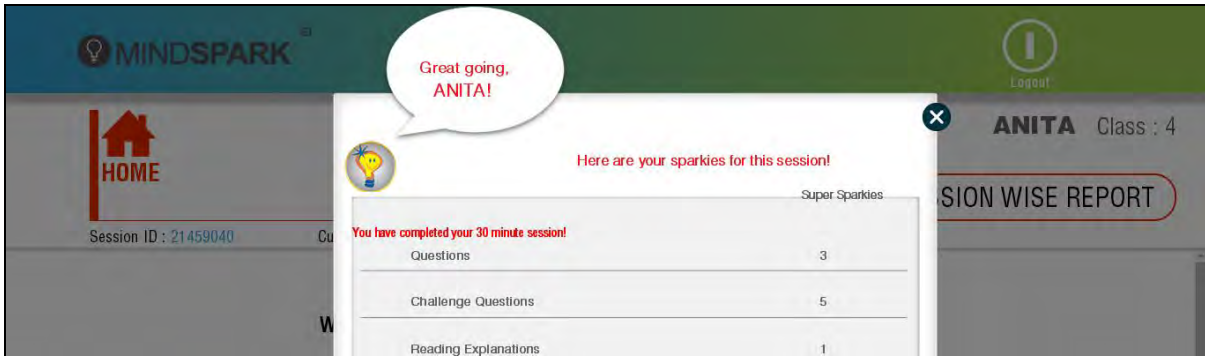 MINDSPARK
Great going,
ANITA!
Logout
ANITA Class : 4
HOME
Here are your sparkies for this session!
Super Sparkies
SION WISE REPORT
Session ID : 21459040 Cu
You have completed your 30 minute session!
Questions 3
Challenge Questions 5
W
Reading Explanations 1